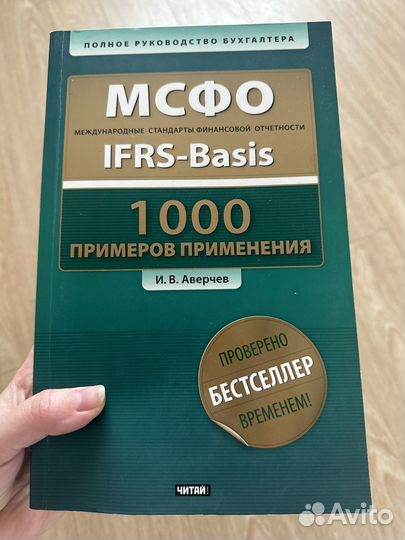 ПОЛНОЕ РУКОВОДСТВО БУХГАЛТЕРА
МСФО
МЕЖДУНАРОДНЫЕ СТАНДАРТЫ ФИНАНСОВОЙ ОТЧЕТНОСТИ
IFRS-Basis
1000
ПРИМЕРОВ ПРИМЕНЕНИЯ
И. В. Аверчев
ПРОВЕРЕНО
БЕСТСЕЛЛЕР
ВРЕМЕНЕМ!
ЧИТАЙ!
Avito